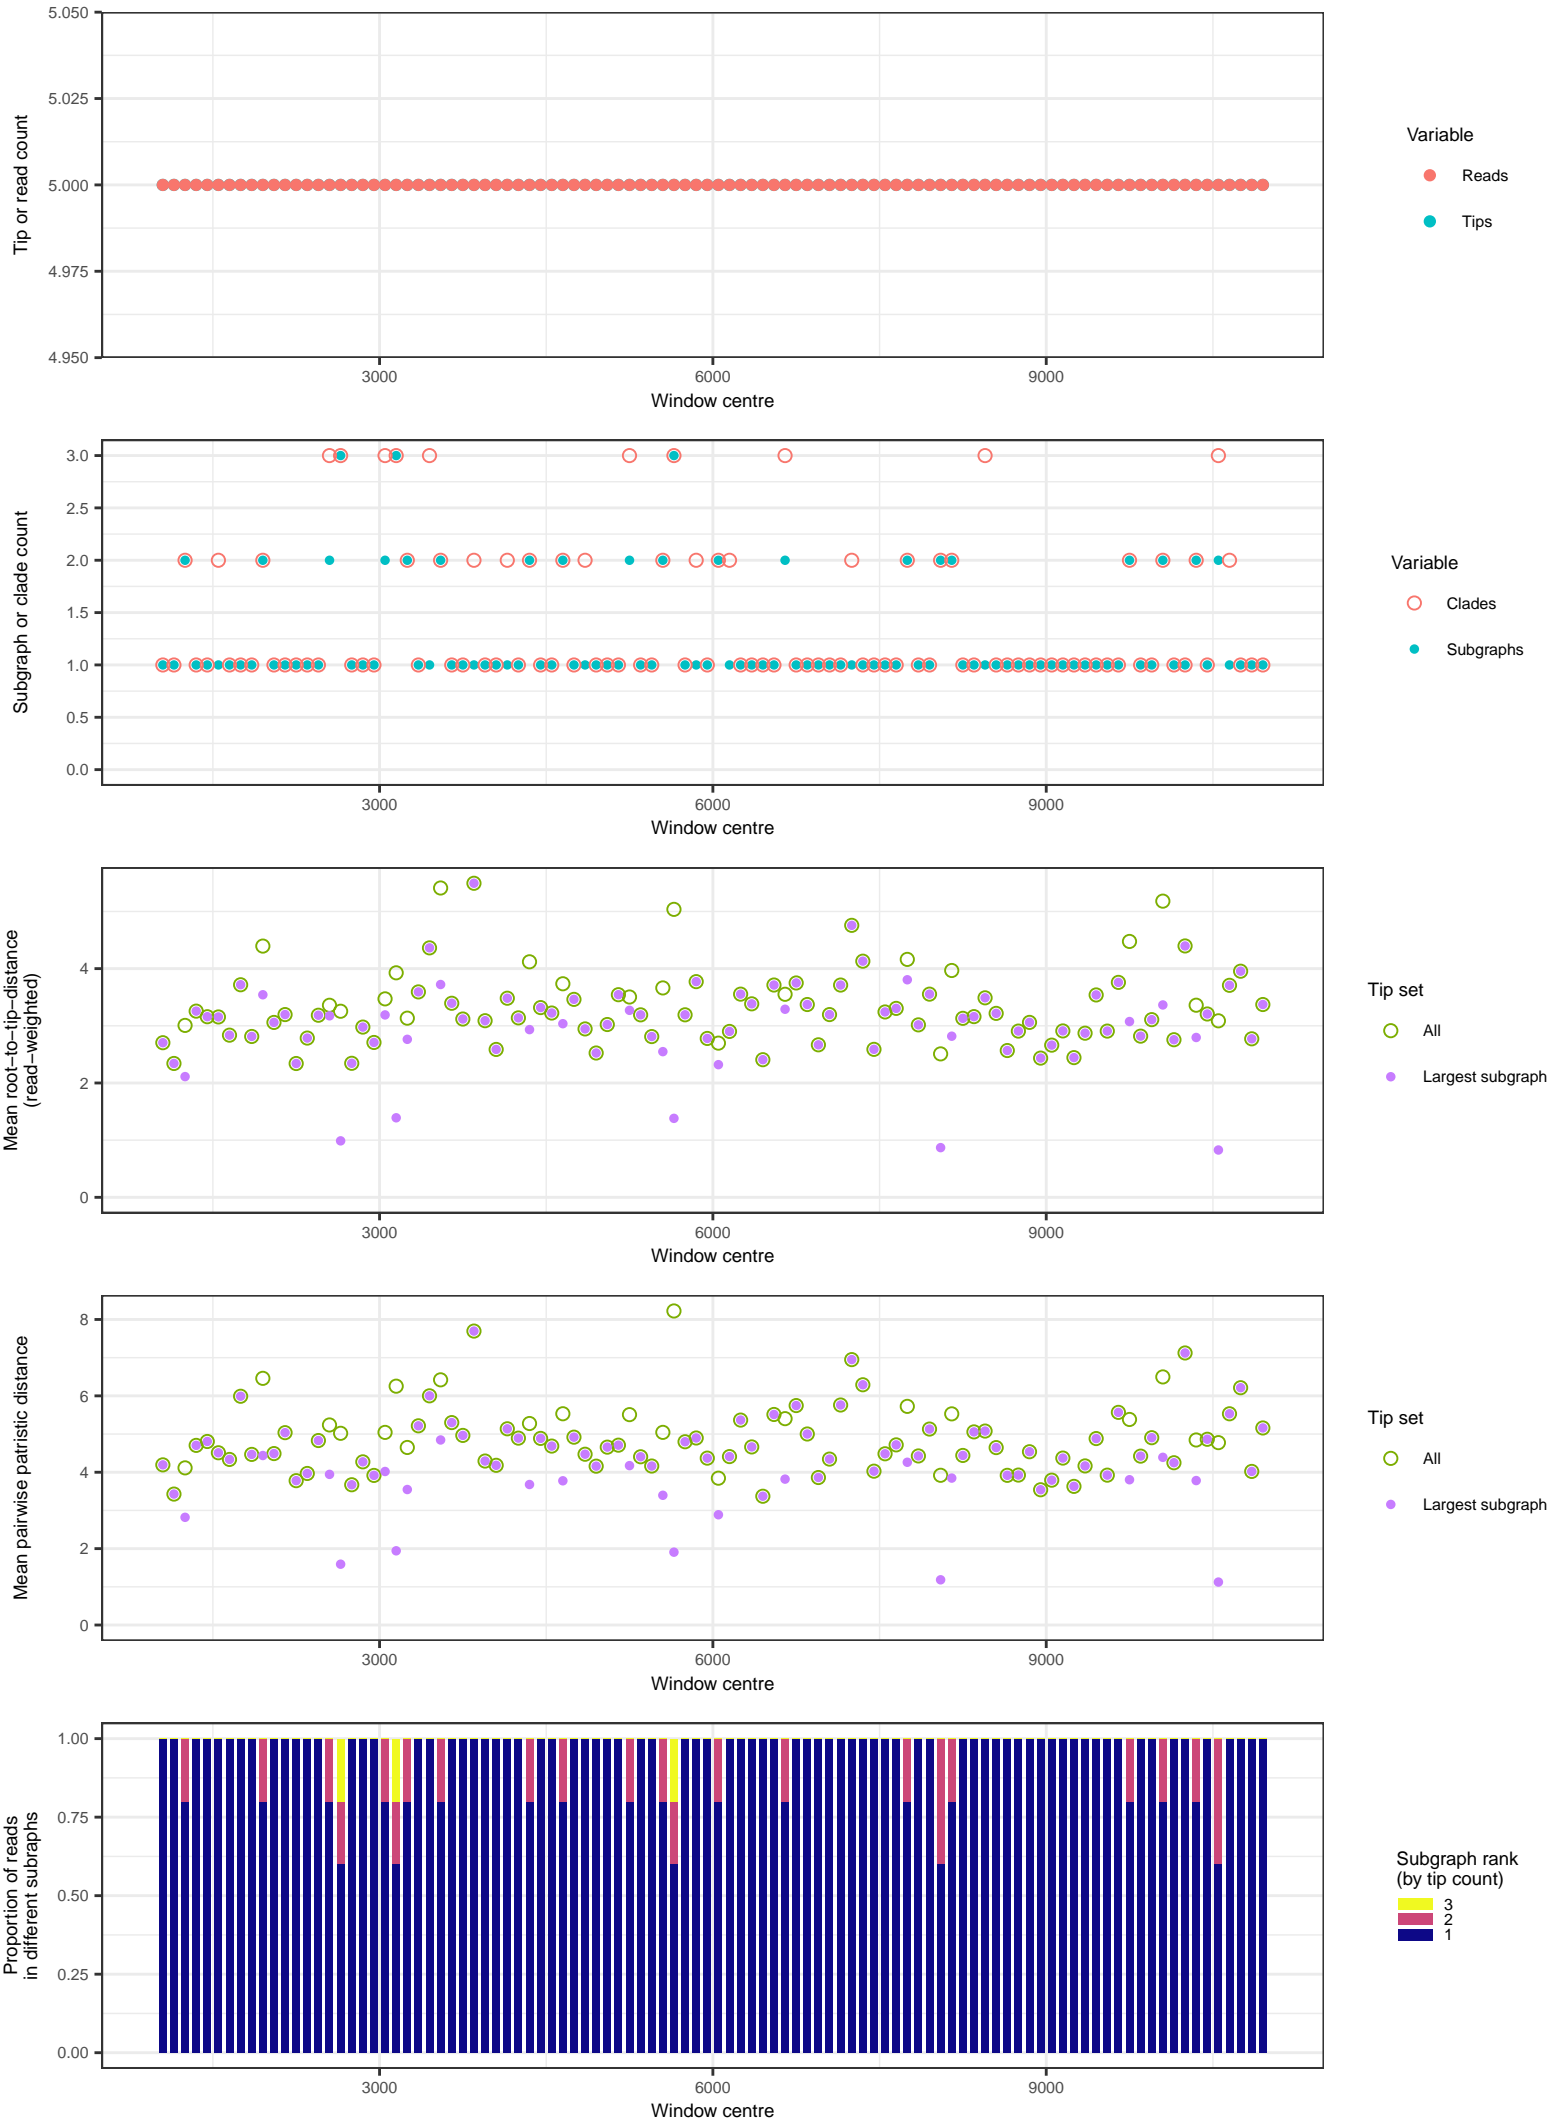 5.050
5.025
5.000
4.975
4.950
Tip or read count
3000
6000
9000
Window centre
Variable
Reads
Tips
3.0
2.5
2.0
1.5
1.0
0.5
0.0
Subgraph or clade count
3000
6000
9000
Window centre
Variable
Clades
Subgraphs
4
2
0
Mean root−to−tip−distance
(read−weighted)
3000
6000
9000
Window centre
Tip set
All
Largest subgraph
8
6
4
2
0
Mean pairwise patristic distance
3000
6000
9000
Window centre
Tip set
All
Largest subgraph
1.00
0.75
0.50
0.25
0.00
Proportion of reads
in different subraphs
3000
6000
9000
Window centre
Subgraph rank
(by tip count)
3
2
1